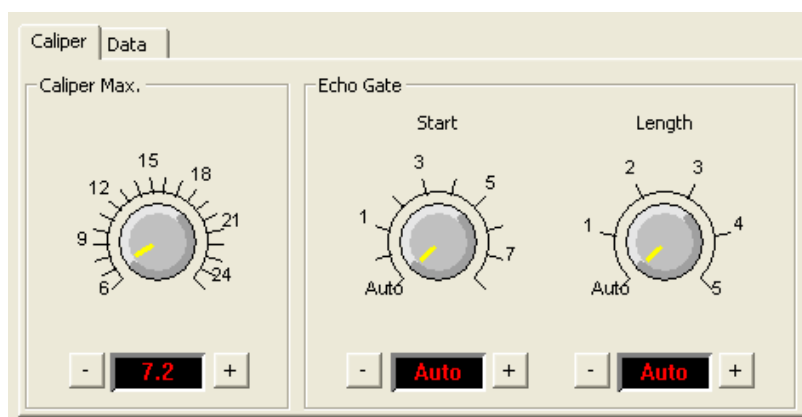 Caliper Data
Caliper Max.
6
9
12
15
18
21
24
- 7.2 +
Echo Gate
Start
Auto
1
3
5
7
- Auto +
Length
Auto
1
2
3
4
5
- Auto +